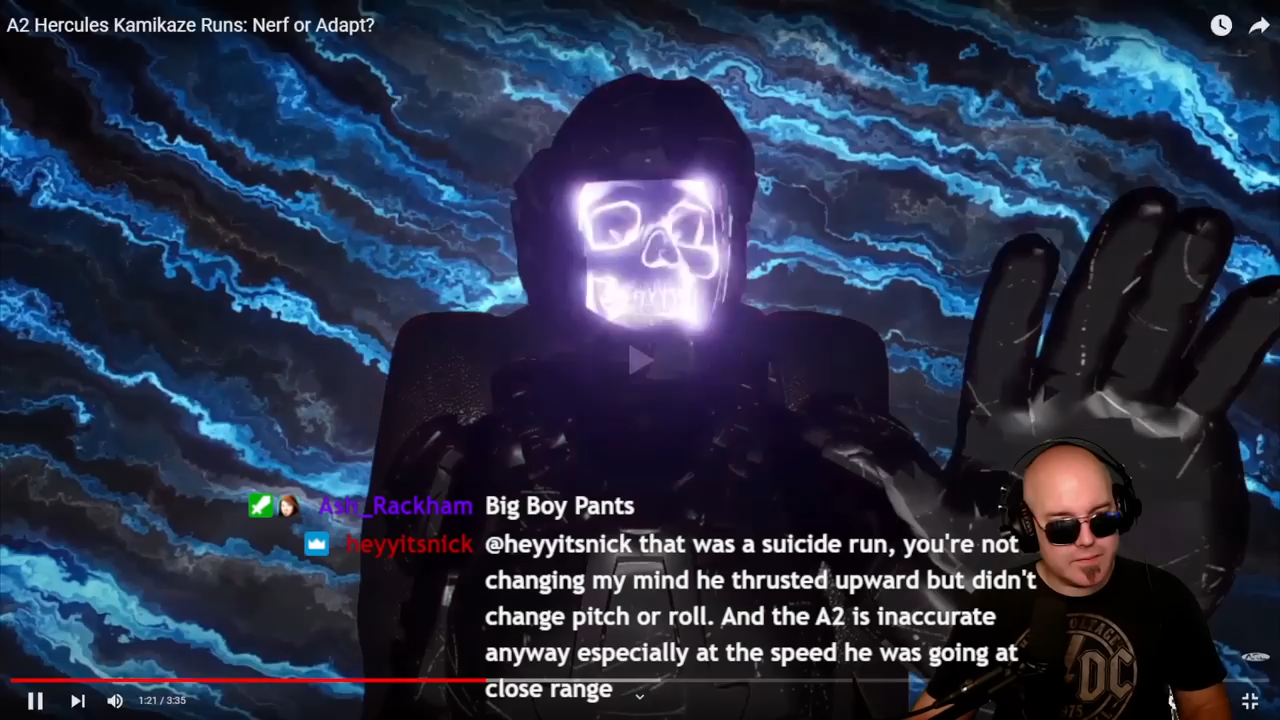 A2 Hercules Kamikaze Runs: Nerf or Adapt?
Ash_Rackham Big Boy Pants
heyyitsnick @heyyitsnick that was a suicide run, you're not
changing my mind he thrusted upward but didn't
change pitch or roll. And the A2 is inaccurate
anyway especially at the speed he was going at
close range
DC
1:21 / 3:35